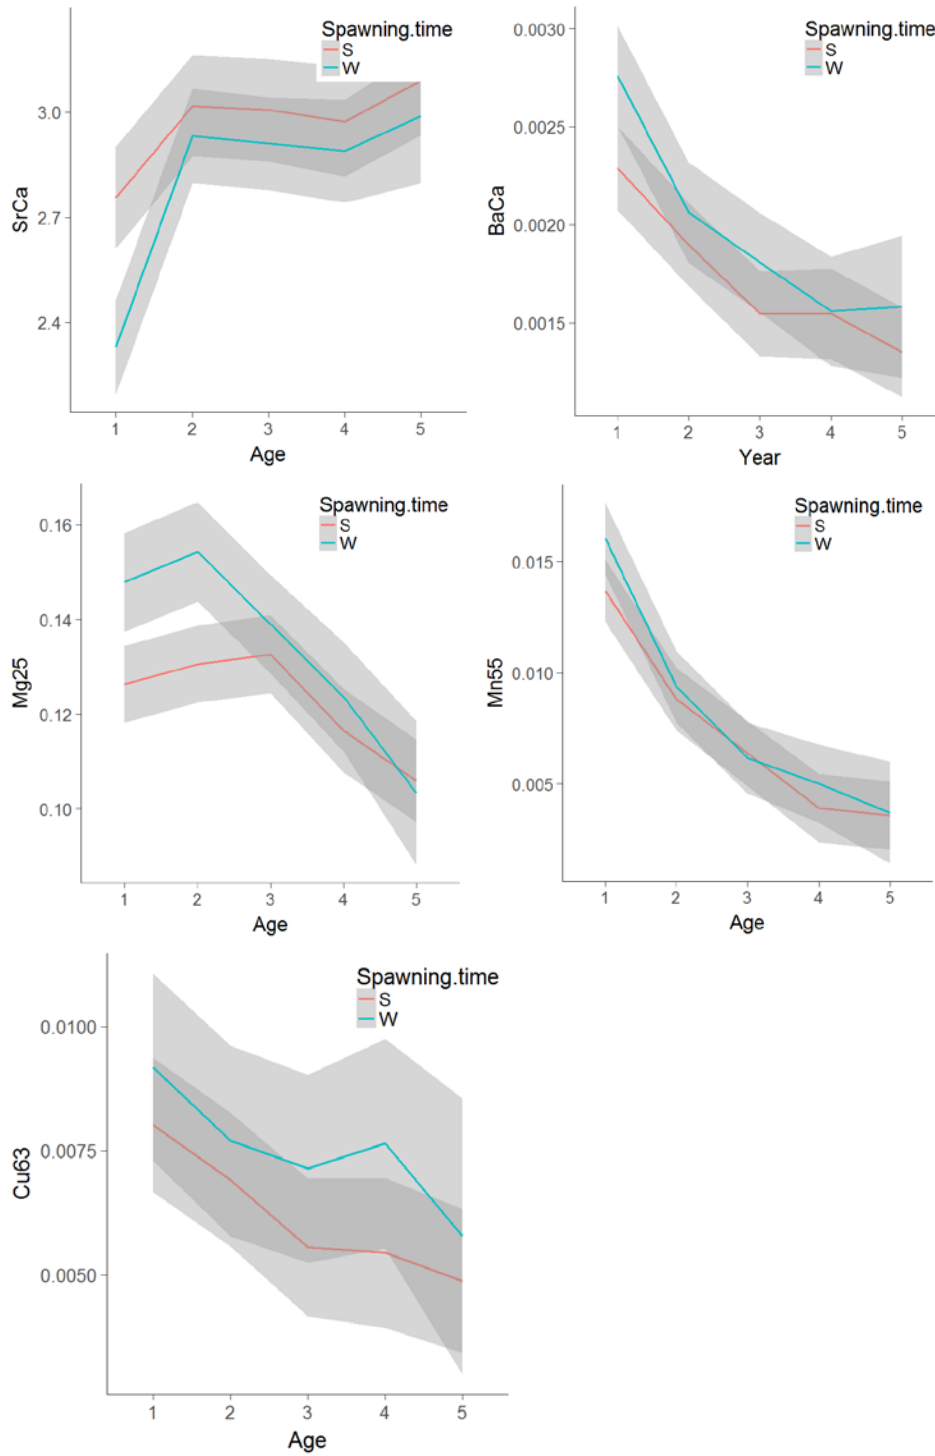 Spawning.time
S
W
3.0
2.7
2.4
SrCa
1 2 3 4 5
Age
Spawning.time
S
W
0.0030
0.0025
0.0020
0.0015
BaCa
1 2 3 4 5
Year
Spawning.time
S
W
0.16
0.14
0.12
0.10
Mg25
1 2 3 4 5
Age
Spawning.time
S
W
0.015
0.010
0.005
Mn55
1 2 3 4 5
Age
Spawning.time
S
W
0.0100
0.0075
0.0050
Cu63
1 2 3 4 5
Age